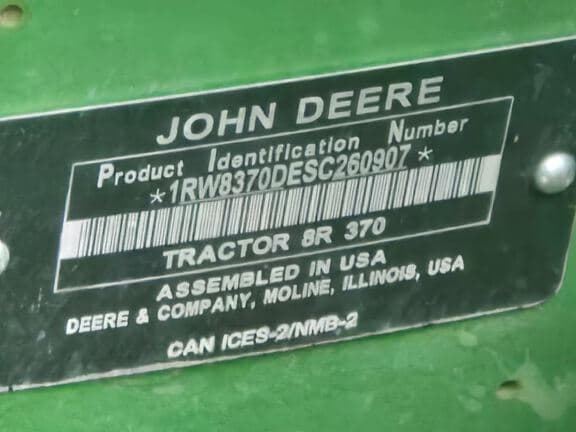 JOHN DEERE
Product Identification Number
*1RW8370DESC260907*
TRACTOR 8R 370
ASSEMBLED IN USA
DEERE & COMPANY, MOLINE, ILLINOIS, USA
CAN ICES-2/NMB-2